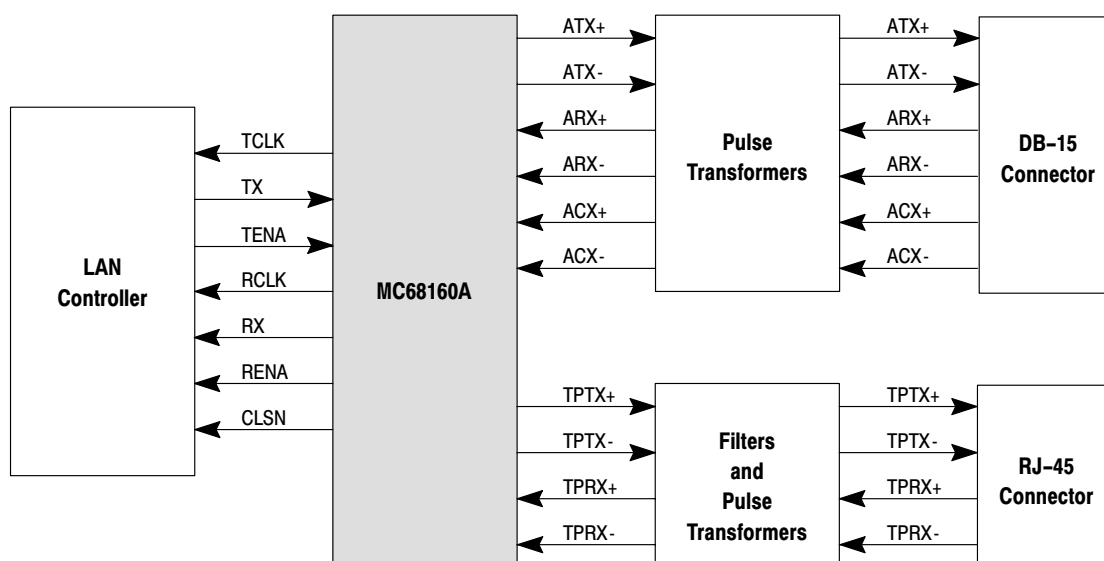 LAN
Controller
TCLK
TX
TENA
RCLK
RX
RENA
CLSN
MC68160A
ATX+
ATX-
ARX+
ARX-
ACX+
ACX-
Pulse
Transformers
ATX+
ATX-
ARX+
ARX-
ACX+
ACX-
DB–15
Connector
TPTX+
TPTX-
TPRX+
TPRX-
Filters
and
Pulse
Transformers
TPTX+
TPTX-
TPRX+
TPRX-
RJ–45
Connector